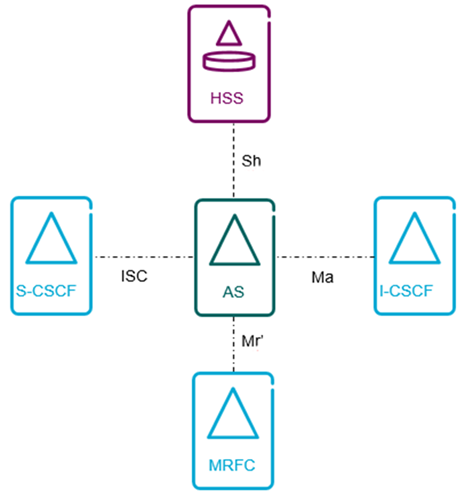 HSS
Sh
S-CSCF
ISC
AS
Ma
I-CSCF
Mr'
MRFC